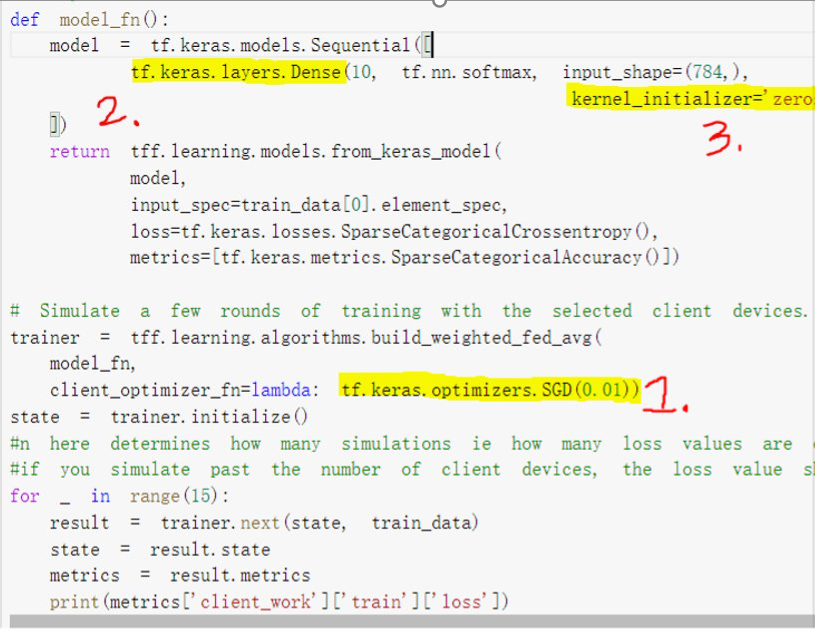 def model_fn():
model = tf.keras.models.Sequential([
tf.keras.layers.Dense(10, tf.nn.softmax, input_shape=(784,),
kernel_initializer='zero
])
2.
3.
return tff.learning.models.from_keras_model(
model,
input_spec=train_data[0].element_spec,
loss=tf.keras.losses.SparseCategoricalCrossentropy(),
metrics=[tf.keras.metrics.SparseCategoricalAccuracy()])
# Simulate a few rounds of training with the selected client devices.
trainer = tff.learning.algorithms.build_weighted_fed_avg(
model_fn,
client_optimizer_fn=lambda: tf.keras.optimizers.SGD(0.01))
1.
state = trainer.initialize()
#n here determines how many simulations ie how many loss values are
#if you simulate past the number of client devices, the loss value
for _ in range(15):
result = trainer.next(state, train_data)
state = result.state
metrics = result.metrics
print(metrics['client_work']['train']['loss'])